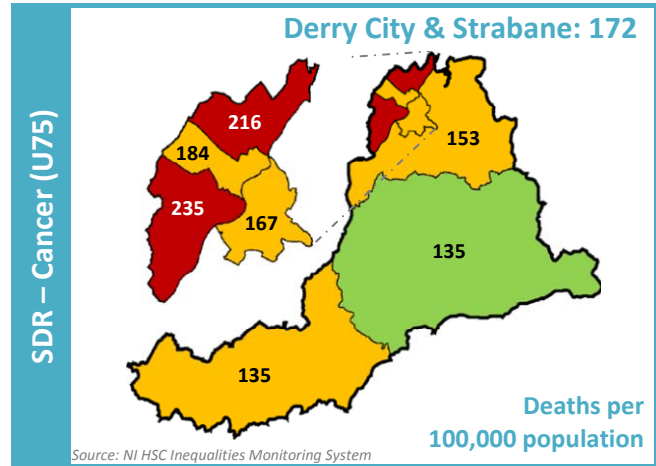 SDR – Cancer (U75)
Derry City & Strabane: 172
216
184
153
235
167
135
135
Deaths per
100,000 population
Source: NI HSC Inequalities Monitoring System